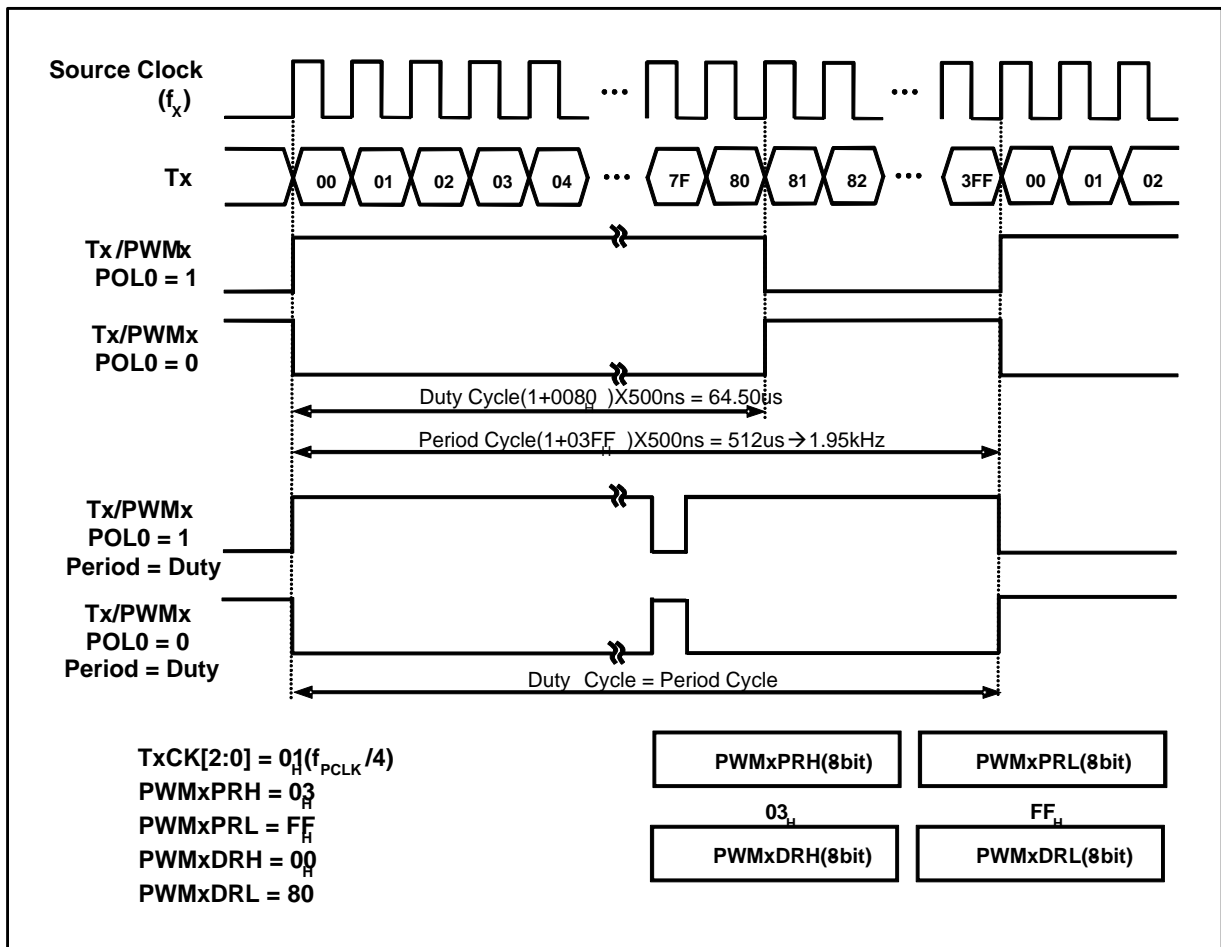 Source Clock
(fX)
... ...
Tx 00 01 02 03 04 ... 7F 80 81 82 ... 3FF 00 01 02
Tx/PWMx
POL0 = 1
Tx/PWMx
POL0 = 0
Duty Cycle(1+0080H)X500ns = 64.50us
Period Cycle(1+03FFH)X500ns = 512us→1.95kHz
Tx/PWMx
POL0 = 1
Period = Duty
Tx/PWMx
POL0 = 0
Period = Duty
Duty Cycle = Period Cycle
TxCK[2:0] = 01H(fPCLK/4)
PWMxPRH = 03H
PWMxPRL = FFH
PWMxDRH = 00H
PWMxDRL = 80
PWMxPRH(8bit) PWMxPRL(8bit)
03H FFH
PWMxDRH(8bit) PWMxDRL(8bit)